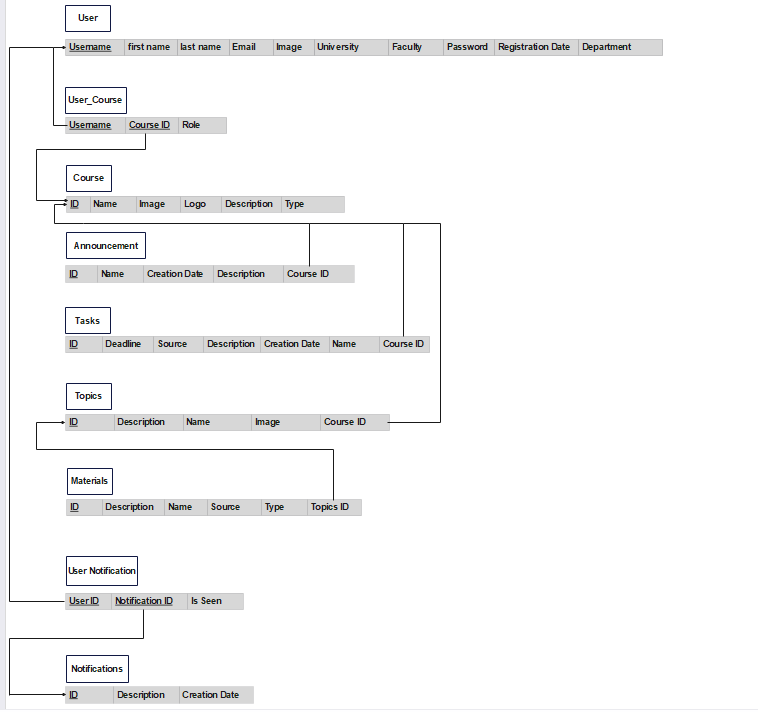 User
Username first name last name Email Image University Faculty Password Registration Date Department
User_Course
Username Course ID Role
Course
ID Name Image Logo Description Type
Announcement
ID Name Creation Date Description Course ID
Tasks
ID Deadline Source Description Creation Date Name Course ID
Topics
ID Description Name Image Course ID
Materials
ID Description Name Source Type Topics ID
User Notification
User ID Notification ID Is Seen
Notifications
ID Description Creation Date